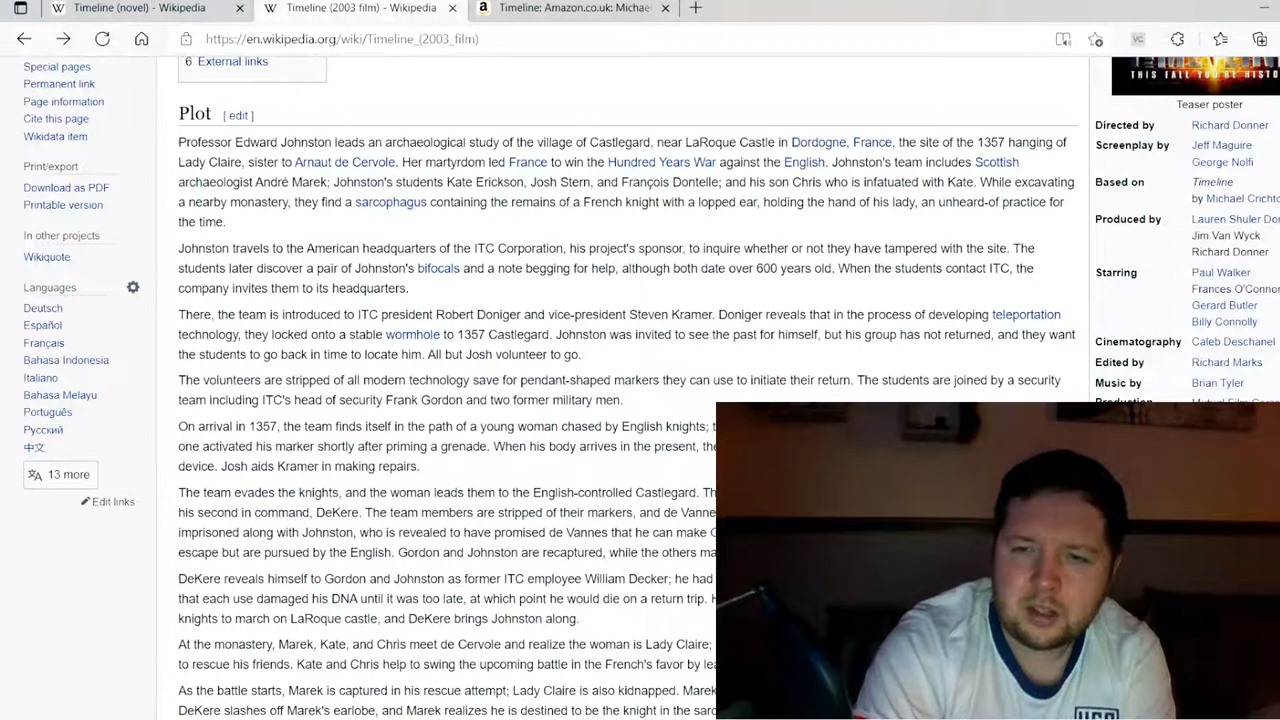 Timeline (novel) - Wikipedia
Timeline (2003 film) - Wikipedia
Timeline: Amazon.co.uk: Michae
https://en.wikipedia.org/wiki/Timeline_(2003_film)
VC
Special pages
Permanent link
Page information
Cite this page
Wikidata item
Print/export
Download as PDF
Printable version
In other projects
Wikiquote
Languages
Deutsch
Español
Français
Bahasa Indonesia
Italiano
Bahasa Melayu
Português
Русский
中文
13 more
Edit links
6 External links
Plot [ edit ]
Professor Edward Johnston leads an archaeological study of the village of Castlegard, near LaRoque Castle in Dordogne, France, the site of the 1357 hanging of
Lady Claire, sister to Arnaut de Cervole. Her martyrdom led France to win the Hundred Years War against the English. Johnston's team includes Scottish
archaeologist André Marek; Johnston's students Kate Erickson, Josh Stern, and François Dontelle; and his son Chris who is infatuated with Kate. While excavating
a nearby monastery, they find a sarcophagus containing the remains of a French knight with a lopped ear, holding the hand of his lady, an unheard-of practice for
the time.
Johnston travels to the American headquarters of the ITC Corporation, his project's sponsor, to inquire whether or not they have tampered with the site. The
students later discover a pair of Johnston's bifocals and a note begging for help, although both date over 600 years old. When the students contact ITC, the
company invites them to its headquarters.
There, the team is introduced to ITC president Robert Doniger and vice-president Steven Kramer. Doniger reveals that in the process of developing teleportation
technology, they locked onto a stable wormhole to 1357 Castlegard. Johnston was invited to see the past for himself, but his group has not returned, and they want
the students to go back in time to locate him. All but Josh volunteer to go.
The volunteers are stripped of all modern technology save for pendant-shaped markers they can use to initiate their return. The students are joined by a security
team including ITC's head of security Frank Gordon and two former military men.
On arrival in 1357, the team finds itself in the path of a young woman chased by English knights;
one activated his marker shortly after priming a grenade. When his body arrives in the present, the
device. Josh aids Kramer in making repairs.
The team evades the knights, and the woman leads them to the English-controlled Castlegard.
his second in command, DeKere. The team members are stripped of their markers, and de Vanne
imprisoned along with Johnston, who is revealed to have promised de Vannes that he can make
escape but are pursued by the English. Gordon and Johnston are recaptured, while the others
DeKere reveals himself to Gordon and Johnston as former ITC employee William Decker; he had
that each use damaged his DNA until it was too late, at which point he would die on a return trip.
knights to march on LaRoque castle, and DeKere brings Johnston along.
At the monastery, Marek, Kate, and Chris meet de Cervole and realize the woman is Lady Claire;
to rescue his friends. Kate and Chris help to swing the upcoming battle in the French's favor by
As the battle starts, Marek is captured in his rescue attempt; Lady Claire is also kidnapped. Marek
DeKere slashes off Marek's earlobe, and Marek realizes he is destined to be the knight in the
THIS FALL YOU'RE HISTO
Teaser poster
Directed by Richard Donner
Screenplay by Jeff Maguire
George Nolfi
Based on Timeline
by Michael Crichto
Produced by Lauren Shuler Do
Jim Van Wyck
Richard Donner
Starring Paul Walker
Frances O'Connor
Gerard Butler
Billy Connolly
Cinematography Caleb Deschanel
Edited by Richard Marks
Music by Brian Tyler